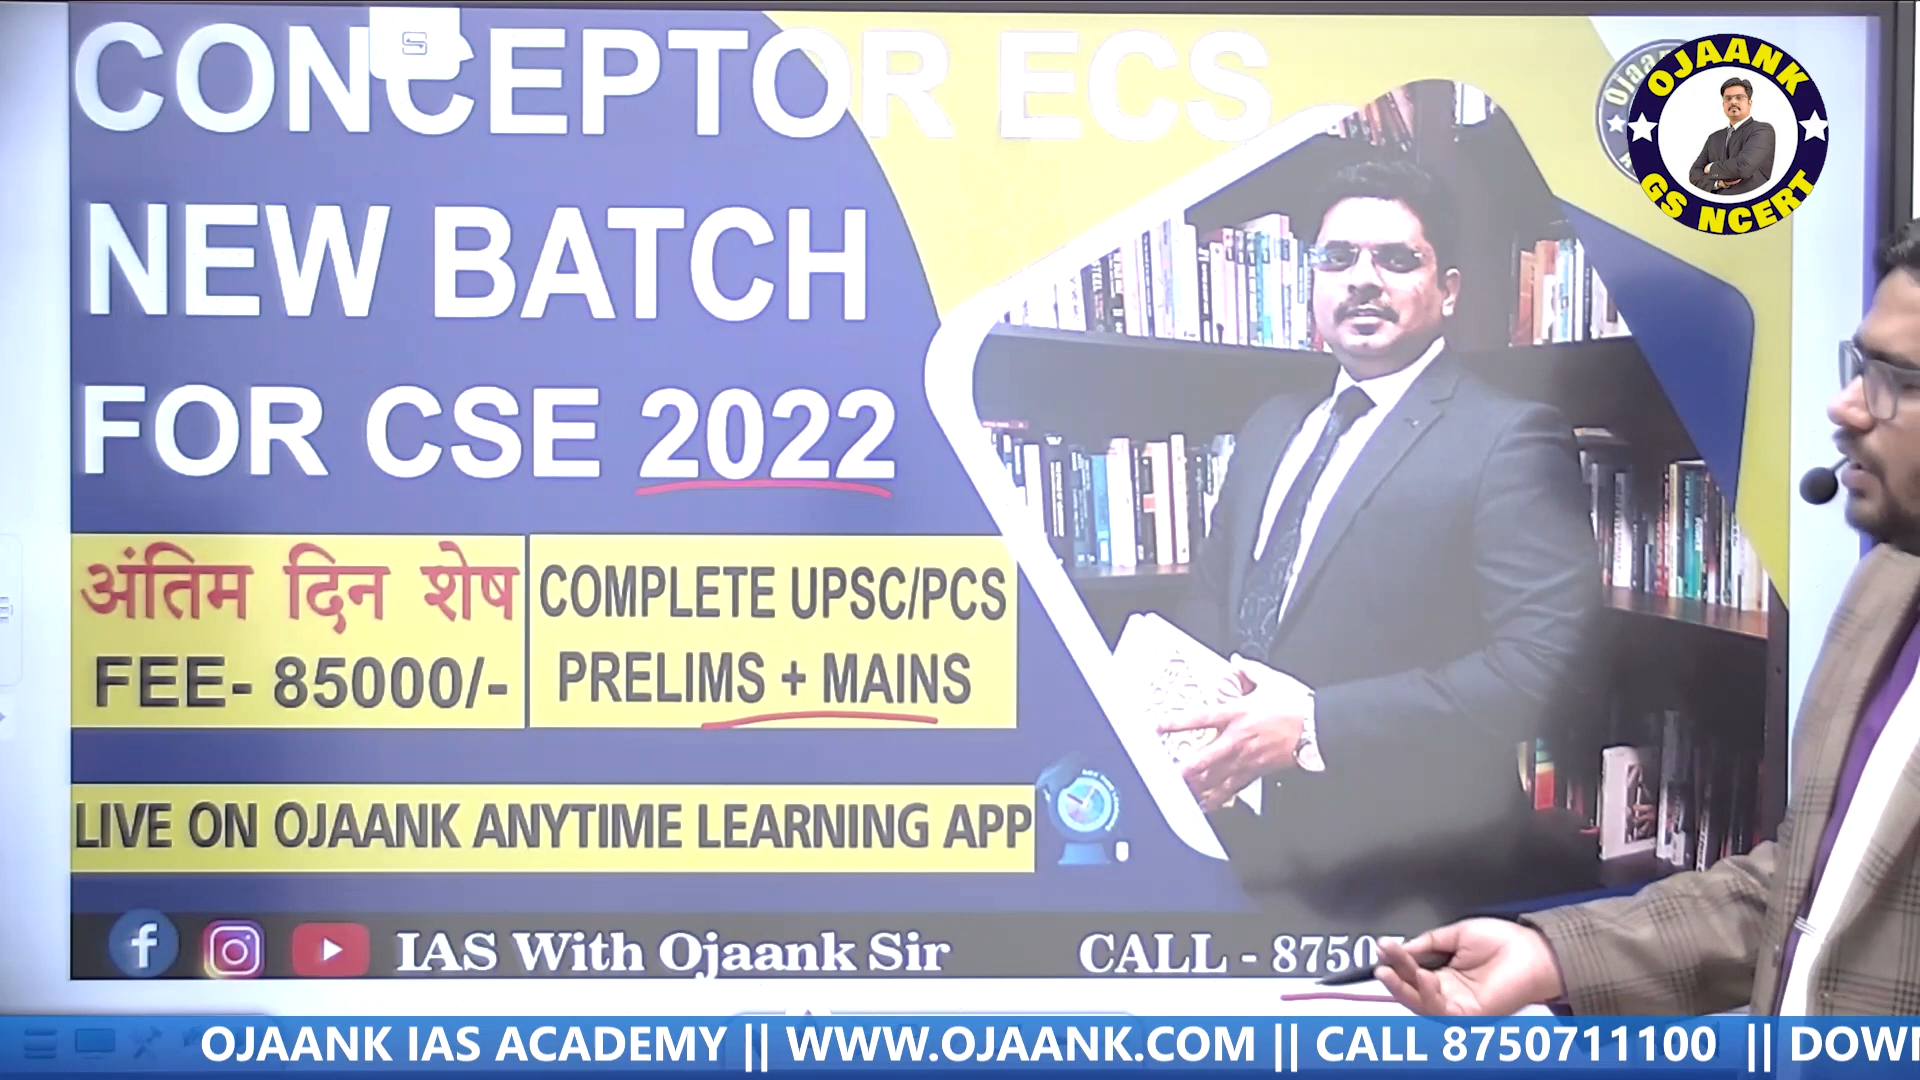 CONCEPTOR ECS
NEW BATCH
FOR CSE 2022
अंतिम दिन शेष
FEE- 85000/-
COMPLETE UPSC/PCS
PRELIMS + MAINS
LIVE ON OJAANK ANYTIME LEARNING APP
IAS With Ojaank Sir
CALL - 8750
OJAANK
GS NCERT
OJAANK IAS ACADEMY || WWW.OJAANK.COM || CALL 8750711100 || DOWN